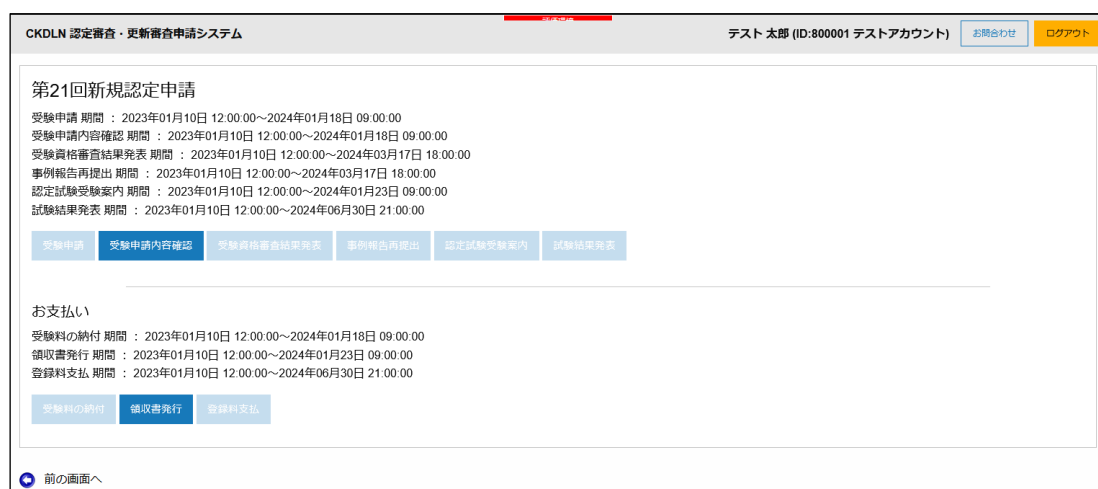 CKDLN 認定審査・更新審査申請システム
テスト 太郎 (ID:800001 テストアカウント)
お問合わせ
ログアウト
第21回新規認定申請
受験申請 期間 ： 2023年01月10日 12:00:00～2024年01月18日 09:00:00
受験申請内容確認 期間 ： 2023年01月10日 12:00:00～2024年01月18日 09:00:00
受験資格審査結果発表 期間 ： 2023年01月10日 12:00:00～2024年03月17日 18:00:00
事例報告再提出 期間 ： 2023年01月10日 12:00:00～2024年03月17日 18:00:00
認定試験受験案内 期間 ： 2023年01月10日 12:00:00～2024年01月23日 09:00:00
試験結果発表 期間 ： 2023年01月10日 12:00:00～2024年06月30日 21:00:00
受験申請 受験申請内容確認 受験資格審査結果発表 事例報告再提出 認定試験受験案内 試験結果発表
お支払い
受験料の納付 期間 ： 2023年01月10日 12:00:00～2024年01月18日 09:00:00
領収書発行 期間 ： 2023年01月10日 12:00:00～2024年01月23日 09:00:00
登録料支払 期間 ： 2023年01月10日 12:00:00～2024年06月30日 21:00:00
受験料の納付 領収書発行 登録料支払
前の画面へ